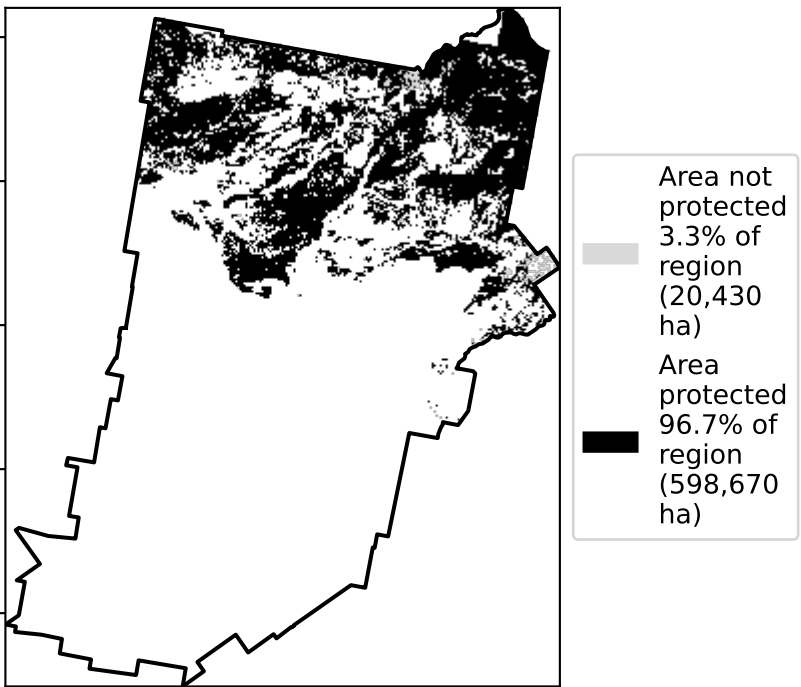 Area not
protected
3.3% of
region
(20,430
ha)
Area
protected
96.7% of
region
(598,670
ha)